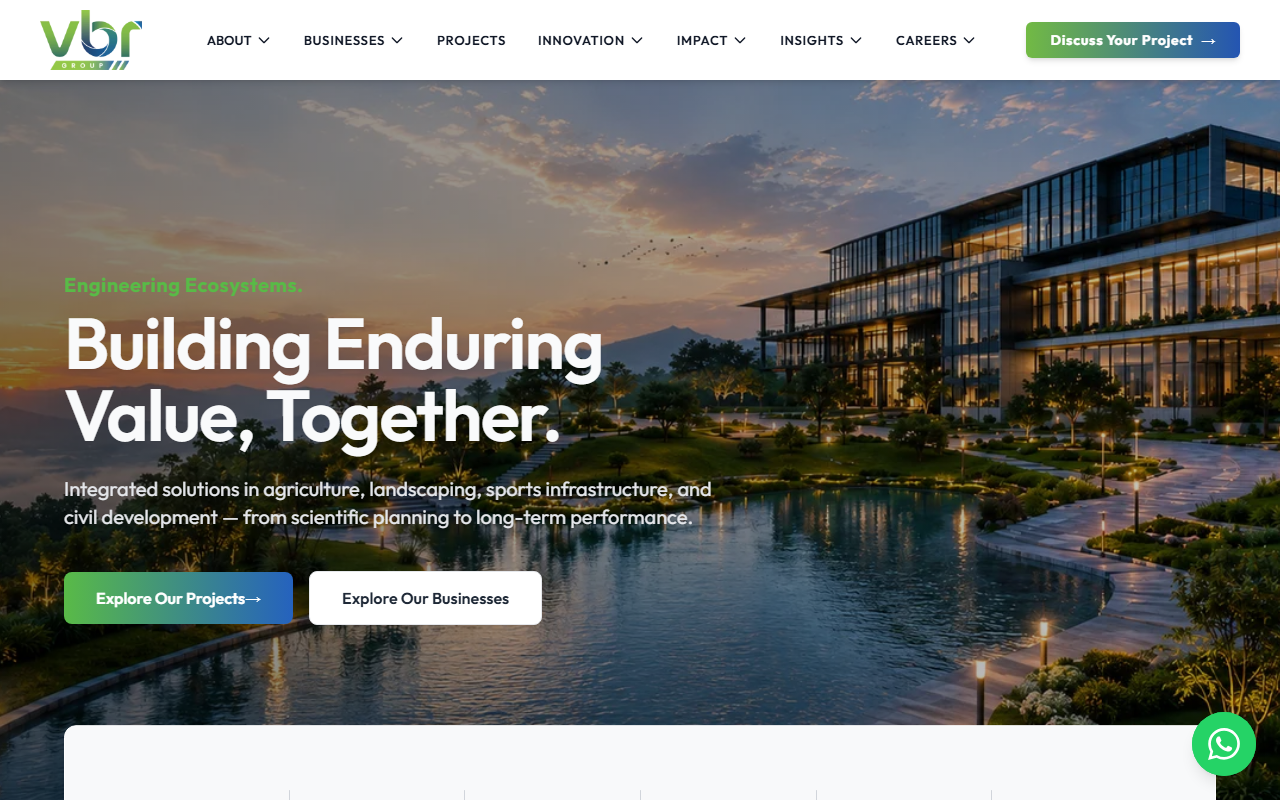 vbr
GROUP
ABOUT
BUSINESSES
PROJECTS
INNOVATION
IMPACT
INSIGHTS
CAREERS
Discuss Your Project →
Engineering Ecosystems.
Building Enduring
Value, Together.
Integrated solutions in agriculture, landscaping, sports infrastructure, and
civil development — from scientific planning to long-term performance.
Explore Our Projects→
Explore Our Businesses